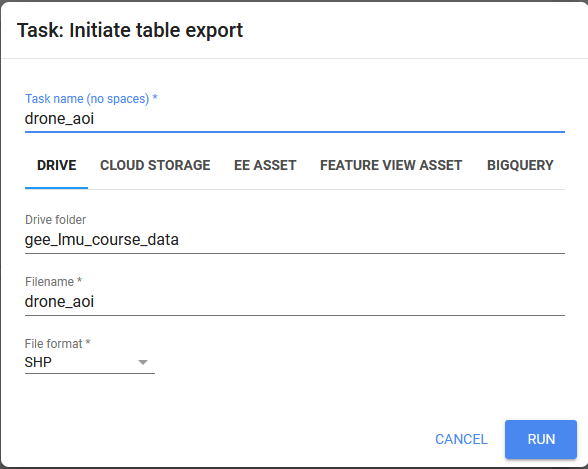 Task: Initiate table export
Task name (no spaces) *
drone_aoi
DRIVE CLOUD STORAGE EE ASSET FEATURE VIEW ASSET BIGQUERY
Drive folder
gee_lmu_course_data
Filename *
drone_aoi
File format *
SHP
CANCEL RUN